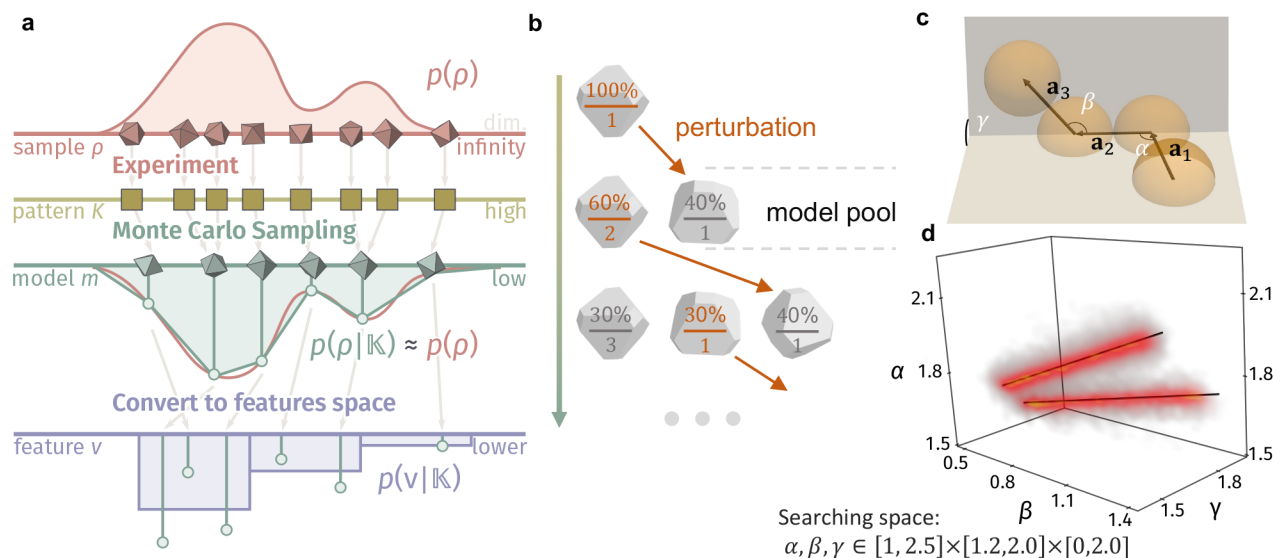 a
p(ρ)
dim.
sample ρ
infinity
Experiment
pattern K
high
Monte Carlo Sampling
model m
low
p(ρ|𝕂) ≈ p(ρ)
Convert to features space
feature v
lower
p(v|𝕂)
b
100%
1
perturbation
60%
2
40%
1
model pool
30%
3
30%
1
40%
1
c
a₃
β
γ
a₂
α
a₁
d
2.1
1.8
1.5
α
0.5
0.8
1.1
1.4
β
1.5
1.8
γ
2.1
1.8
1.5
Searching space:
α, β, γ ∈ [1, 2.5]×[1.2,2.0]×[0,2.0]